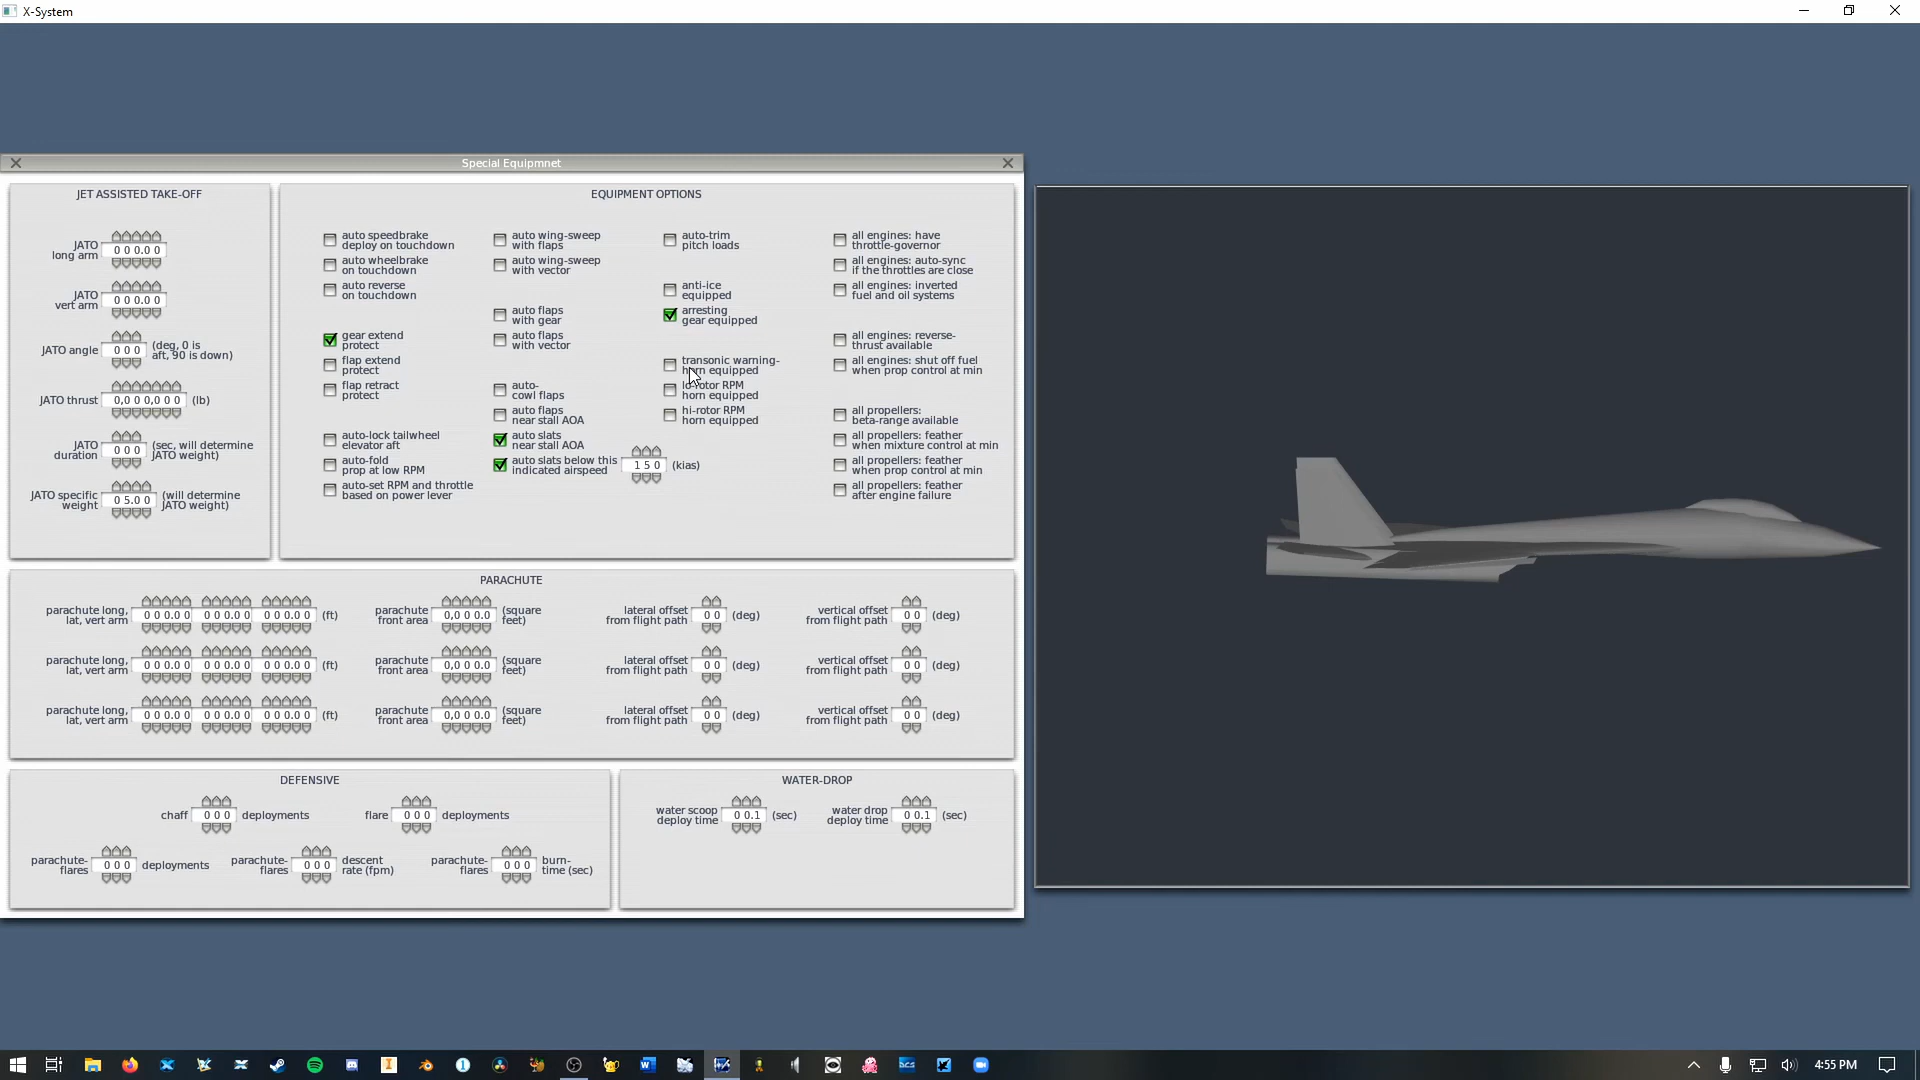 X-System
Special Equipmnet
JET ASSISTED TAKE-OFF
JATO
long arm
0 0 0.0 0
JATO
vert arm
0 0 0.0 0
JATO angle
0 0 0
(deg, 0 is
aft, 90 is down)
JATO thrust
0,0 0 0,0 0 0
(lb)
JATO
duration
0 0 0
(sec, will determine
JATO weight)
JATO specific
weight
0 5.0 0
(will determine
JATO weight)
EQUIPMENT OPTIONS
auto speedbrake
deploy on touchdown
auto wheelbrake
on touchdown
auto reverse
on touchdown
gear extend
protect
flap extend
protect
flap retract
protect
auto-lock tailwheel
elevator aft
auto-fold
prop at low RPM
auto-set RPM and throttle
based on power lever
auto wing-sweep
with flaps
auto wing-sweep
with vector
auto flaps
with gear
auto flaps
with vector
auto-
cowl flaps
auto flaps
near stall AOA
auto slats
near stall AOA
auto slats below this
indicated airspeed
1 5 0
(kias)
auto-trim
pitch loads
anti-ice
equipped
arresting
gear equipped
transonic warning-
horn equipped
lo-rotor RPM
horn equipped
hi-rotor RPM
horn equipped
all engines: have
throttle-governor
all engines: auto-sync
if the throttles are close
all engines: inverted
fuel and oil systems
all engines: reverse-
thrust available
all engines: shut off fuel
when prop control at min
all propellers:
beta-range available
all propellers: feather
when mixture control at min
all propellers: feather
when prop control at min
all propellers: feather
after engine failure
PARACHUTE
parachute long,
lat, vert arm
0 0 0.0 0
0 0 0.0 0
0 0 0.0 0
(ft)
parachute
front area
0,0 0 0.0
(square
feet)
lateral offset
from flight path
0 0
(deg)
vertical offset
from flight path
0 0
(deg)
parachute long,
lat, vert arm
0 0 0.0 0
0 0 0.0 0
0 0 0.0 0
(ft)
parachute
front area
0,0 0 0.0
(square
feet)
lateral offset
from flight path
0 0
(deg)
vertical offset
from flight path
0 0
(deg)
parachute long,
lat, vert arm
0 0 0.0 0
0 0 0.0 0
0 0 0.0 0
(ft)
parachute
front area
0,0 0 0.0
(square
feet)
lateral offset
from flight path
0 0
(deg)
vertical offset
from flight path
0 0
(deg)
DEFENSIVE
chaff
0 0 0
deployments
flare
0 0 0
deployments
parachute-
flares
0 0 0
deployments
parachute-
flares
0 0 0
descent
rate (fpm)
parachute-
flares
0 0 0
burn-
time (sec)
WATER-DROP
water scoop
deploy time
0 0.1
(sec)
water drop
deploy time
0 0.1
(sec)
4:55 PM